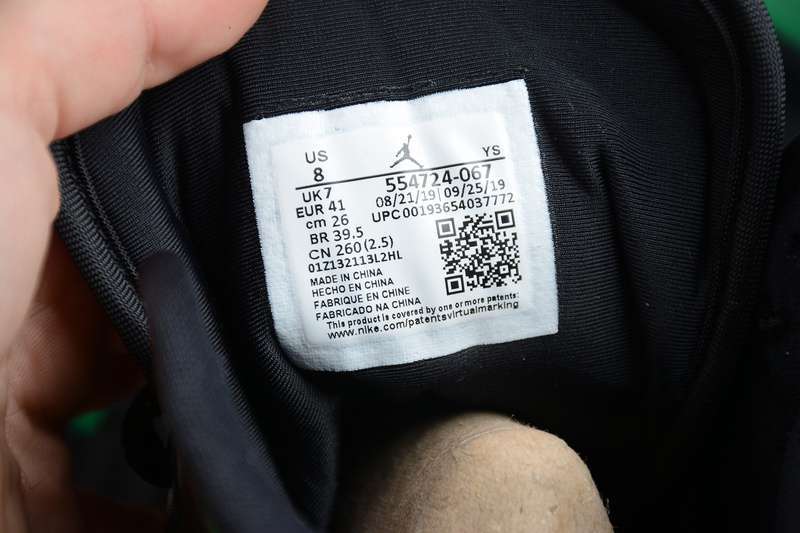 US YS
8 554724-067
UK 7 08/21/19 | 09/25/19
EUR 41 UPC 00193654037772
cm 26
BR 39.5
CN 260 (2.5)
01Z132113L2HL
MADE IN CHINA
HECHO EN CHINA
FABRIQUE EN CHINE
FABRICADO NA CHINA
This product is covered by one or more patents:
www.nike.com/patentsvirtualmarking